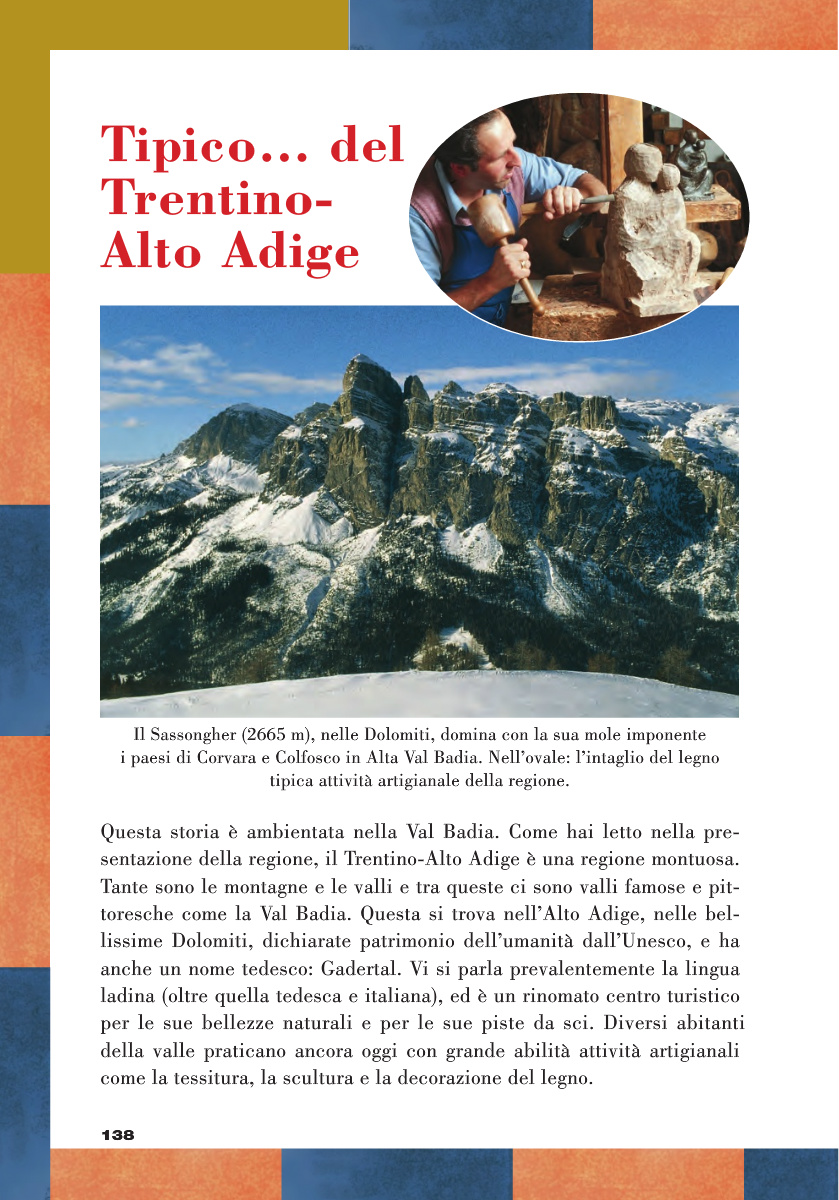 Tipico... del
Trentino-
Alto Adige
Il Sassongher (2665 m), nelle Dolomiti, domina con la sua mole imponente
i paesi di Corvara e Colfosco in Alta Val Badia. Nell'ovale: l'intaglio del legno
tipica attività artigianale della regione.
Questa storia è ambientata nella Val Badia. Come hai letto nella pre-
sentazione della regione, il Trentino-Alto Adige è una regione montuosa.
Tante sono le montagne e le valli e tra queste ci sono valli famose e pit-
toresche come la Val Badia. Questa si trova nell'Alto Adige, nelle bel-
lissime Dolomiti, dichiarate patrimonio dell'umanità dall'Unesco, e ha
anche un nome tedesco: Gadertal. Vi si parla prevalentemente la lingua
ladina (oltre quella tedesca e italiana), ed è un rinomato centro turistico
per le sue bellezze naturali e per le sue piste da sci. Diversi abitanti
della valle praticano ancora oggi con grande abilità attività artigianali
come la tessitura, la scultura e la decorazione del legno.
138